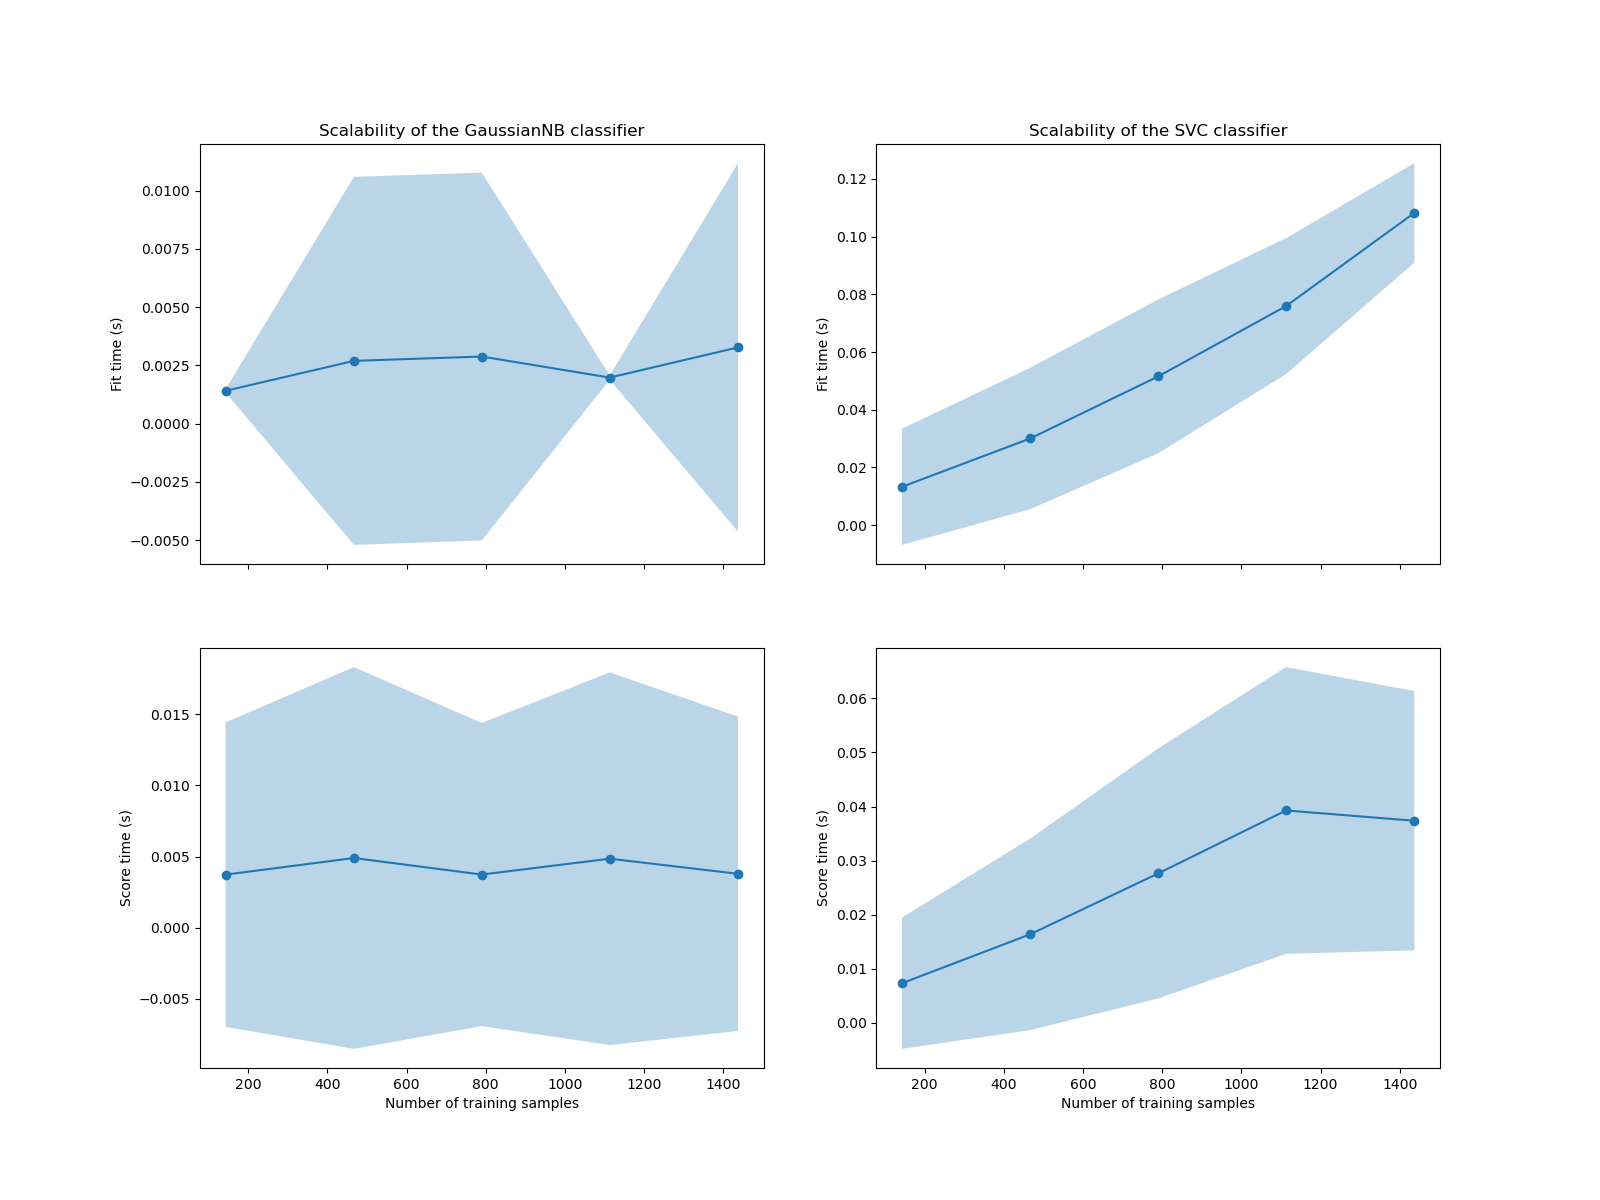 Scalability of the GaussianNB classifier
0.0100
0.0075
0.0050
0.0025
0.0000
−0.0025
−0.0050
Fit time (s)
Scalability of the SVC classifier
0.12
0.10
0.08
0.06
0.04
0.02
0.00
Fit time (s)
0.015
0.010
0.005
0.000
−0.005
Score time (s)
200 400 600 800 1000 1200 1400
Number of training samples
0.06
0.05
0.04
0.03
0.02
0.01
0.00
Score time (s)
200 400 600 800 1000 1200 1400
Number of training samples